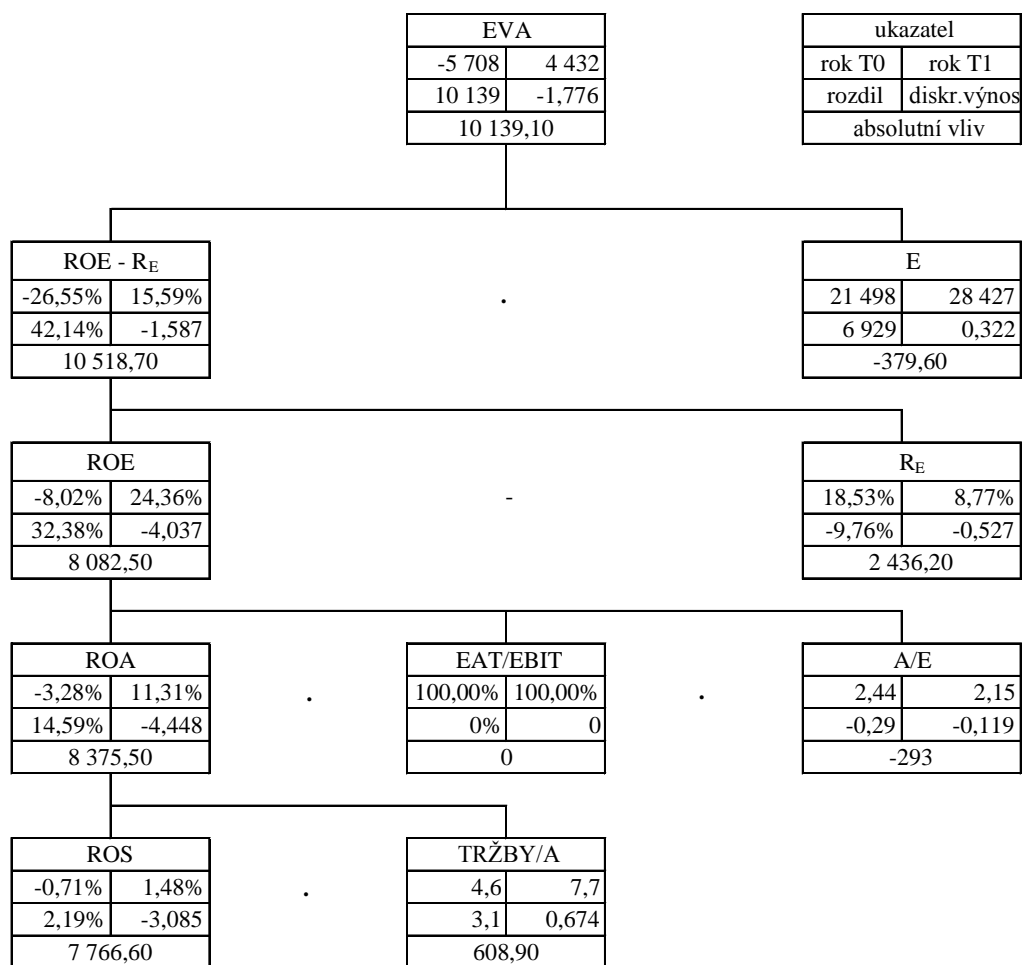 EVA
-5 708 4 432
10 139 -1,776
10 139,10
ukazatel
rok T0 rok T1
rozdil diskr.výnos
absolutní vliv
ROE - RE
-26,55% 15,59%
42,14% -1,587
10 518,70
.
E
21 498 28 427
6 929 0,322
-379,60
ROE
-8,02% 24,36%
32,38% -4,037
8 082,50
-
RE
18,53% 8,77%
-9,76% -0,527
2 436,20
ROA
-3,28% 11,31%
14,59% -4,448
8 375,50
.
EAT/EBIT
100,00% 100,00%
0% 0
0
.
A/E
2,44 2,15
-0,29 -0,119
-293
ROS
-0,71% 1,48%
2,19% -3,085
7 766,60
.
TRŽBY/A
4,6 7,7
3,1 0,674
608,90